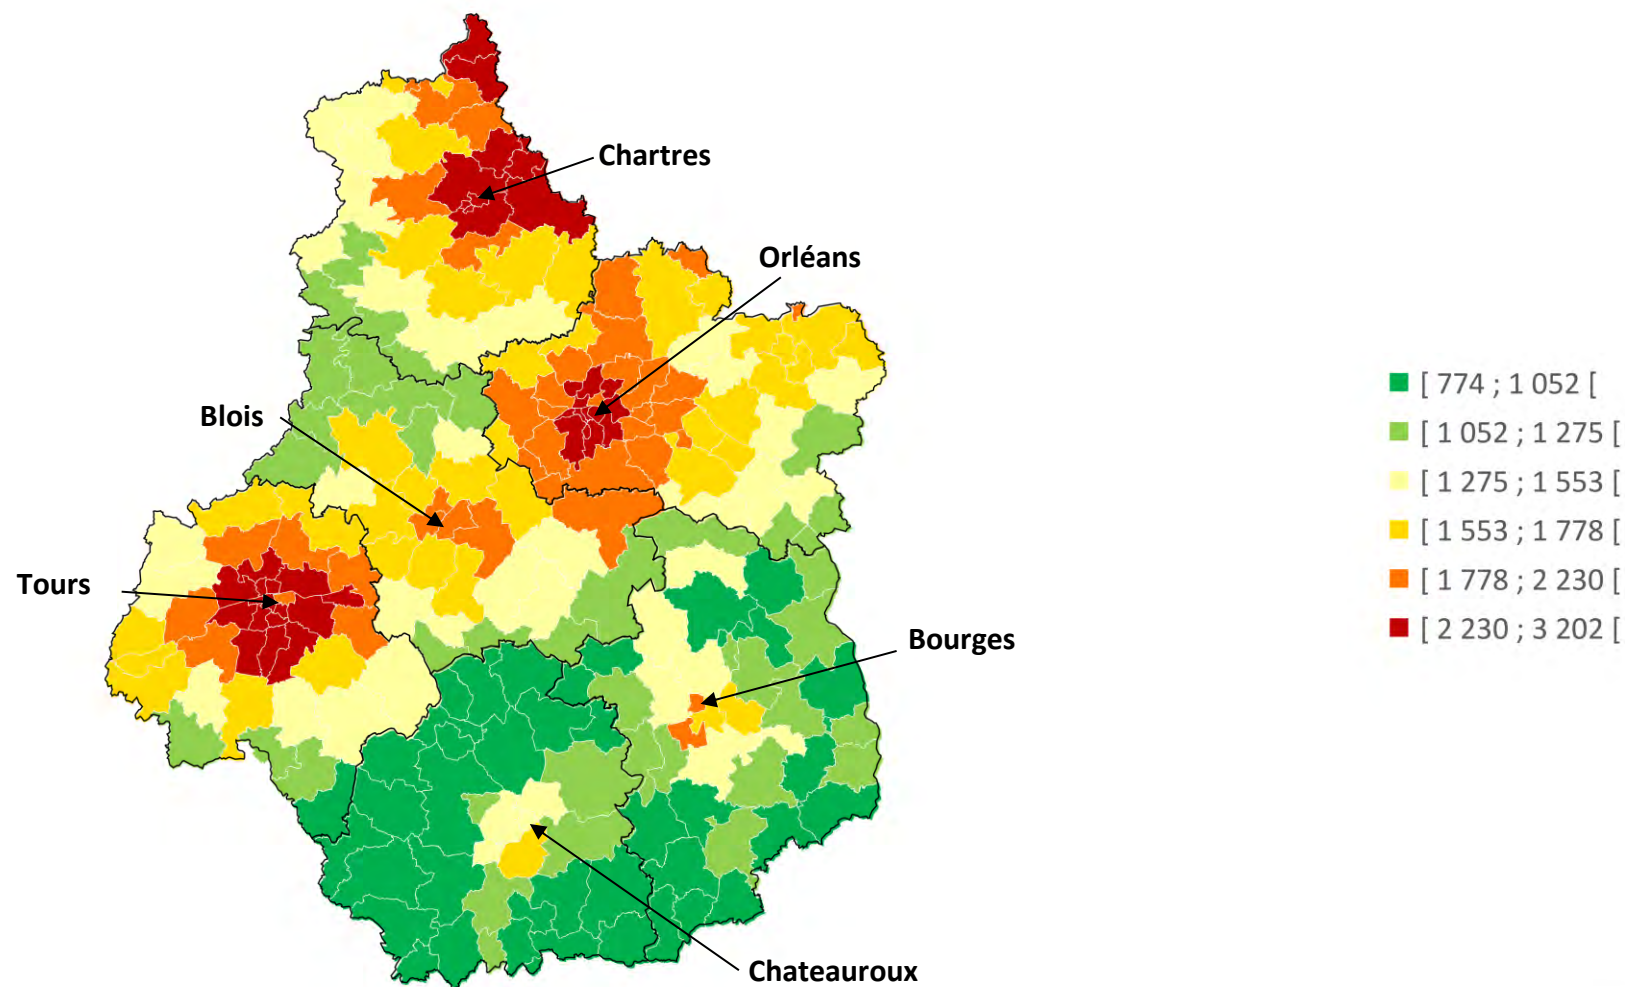 Chartres
Orléans
Blois
Tours
Bourges
Chateauroux
[ 774 ; 1 052 [
[ 1 052 ; 1 275 [
[ 1 275 ; 1 553 [
[ 1 553 ; 1 778 [
[ 1 778 ; 2 230 [
[ 2 230 ; 3 202 [